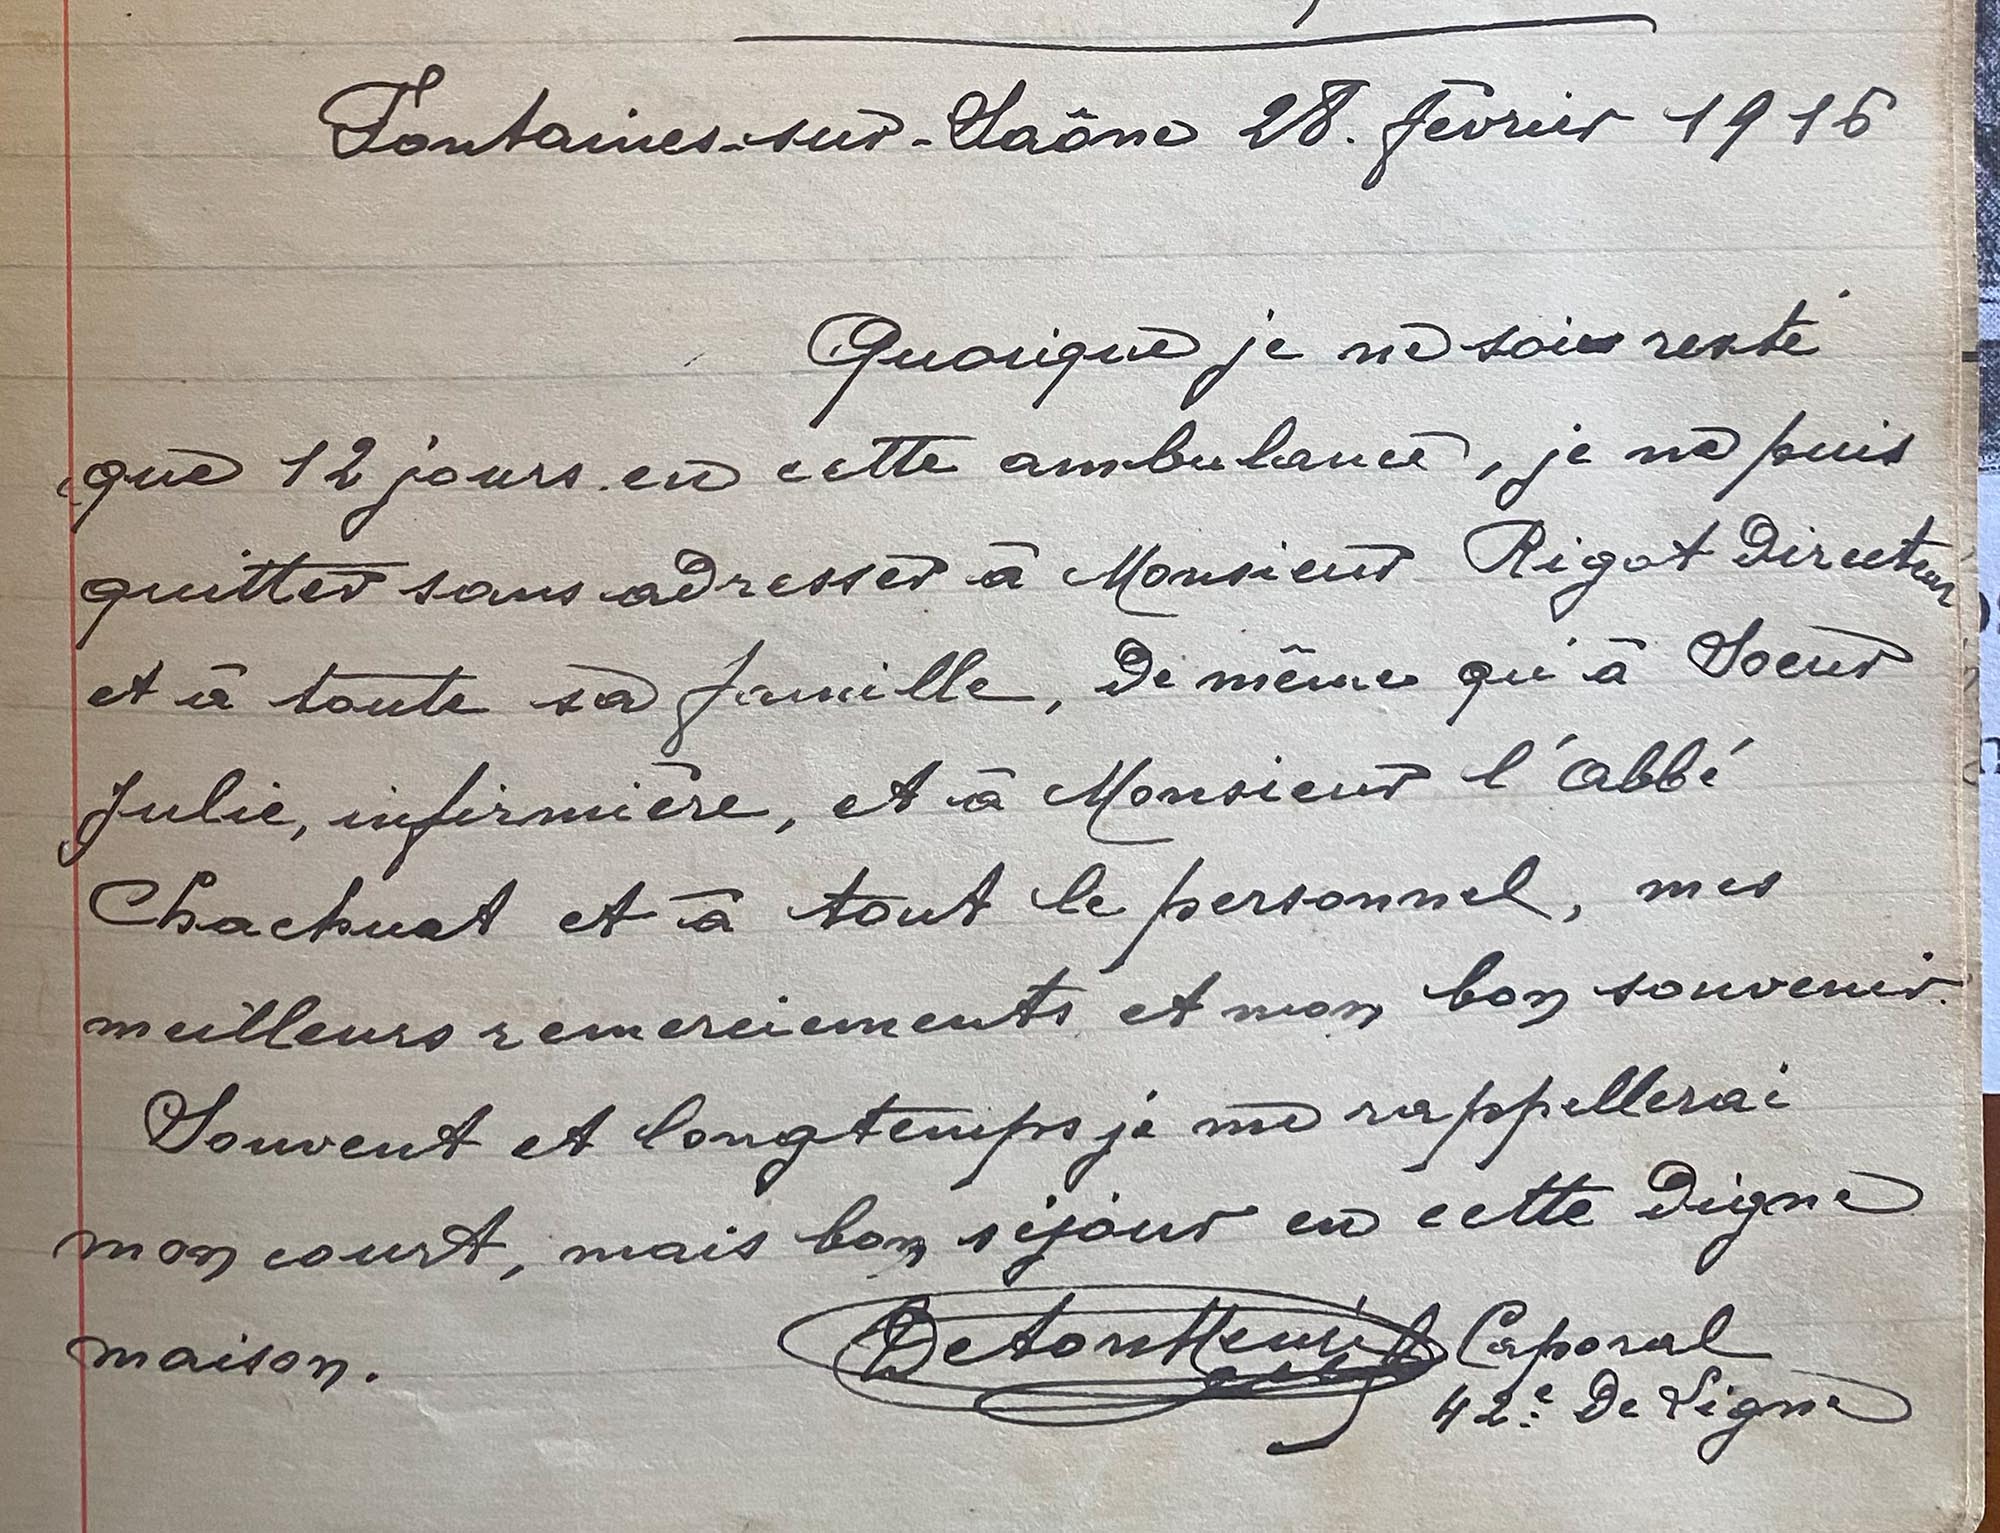 Fontaines-sur-Saône 28. février 1916
Quoique je ne sois resté
que 12 jours en cette ambulance, je ne puis
quitter sans adresser à Monsieur Rigot Directeur
et à toute sa famille, de même qu'à Soeur
Julie, infirmière, et à Monsieur l'abbé
Chachuat et à tout le personnel, mes
meilleurs remerciements et mon bon souvenir.
Souvent et longtemps je me rappellerai
mon court, mais bon séjour en cette digne
maison.
Caporal
42e de Ligne